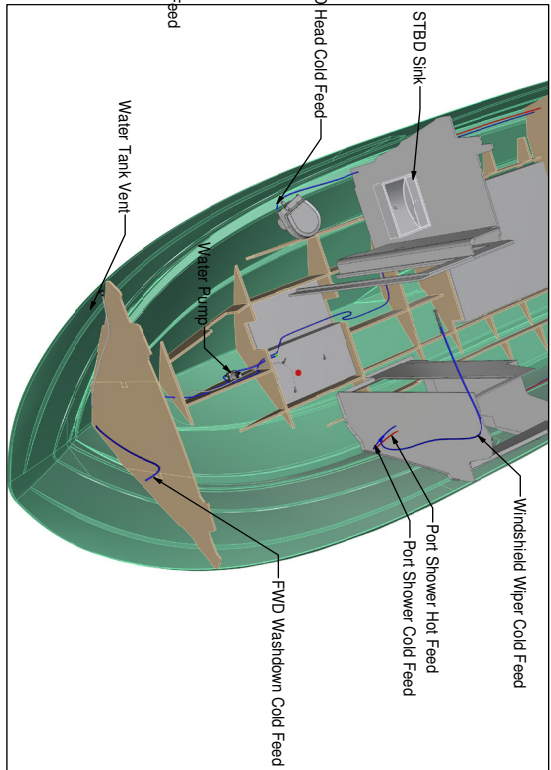 Feed
D Head Cold Feed
STBD Sink
Water Tank Vent
Water Pump
Windshield Wiper Cold Feed
Port Shower Hot Feed
Port Shower Cold Feed
FWD Washdown Cold Feed